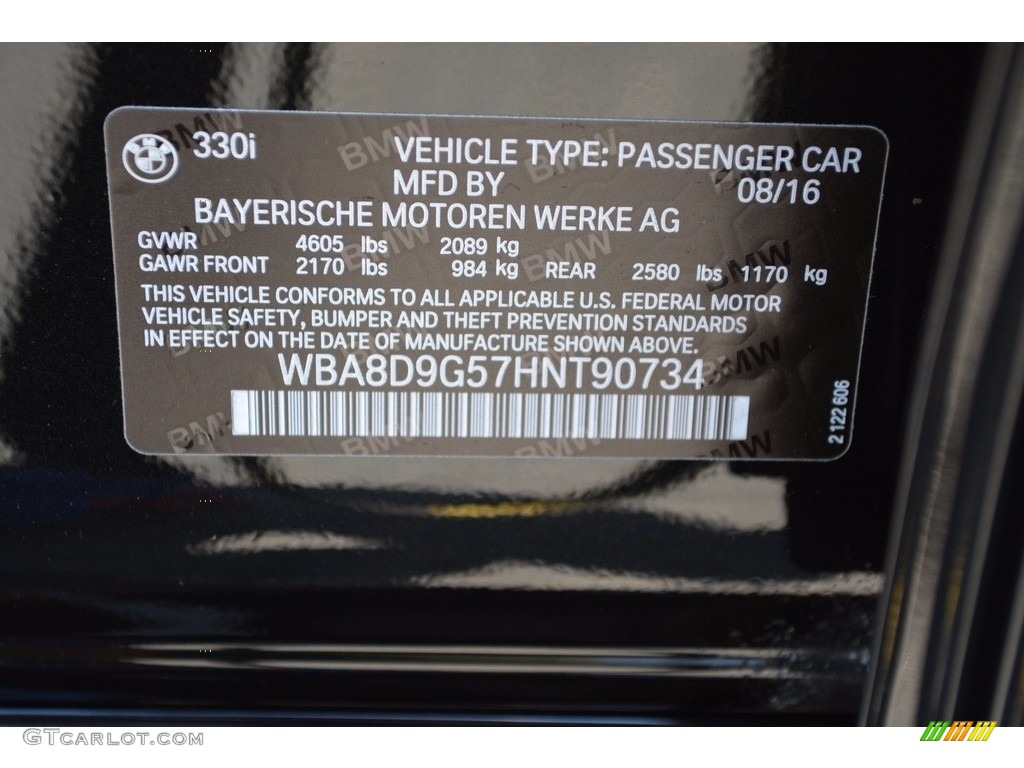 330i
VEHICLE TYPE: PASSENGER CAR
MFD BY 08/16
BAYERISCHE MOTOREN WERKE AG
GVWR 4605 lbs 2089 kg
GAWR FRONT 2170 lbs 984 kg REAR 2580 lbs 1170 kg
THIS VEHICLE CONFORMS TO ALL APPLICABLE U.S. FEDERAL MOTOR
VEHICLE SAFETY, BUMPER AND THEFT PREVENTION STANDARDS
IN EFFECT ON THE DATE OF MANUFACTURE SHOWN ABOVE.
WBA8D9G57HNT90734
2 122 606
GTCARLOT.COM